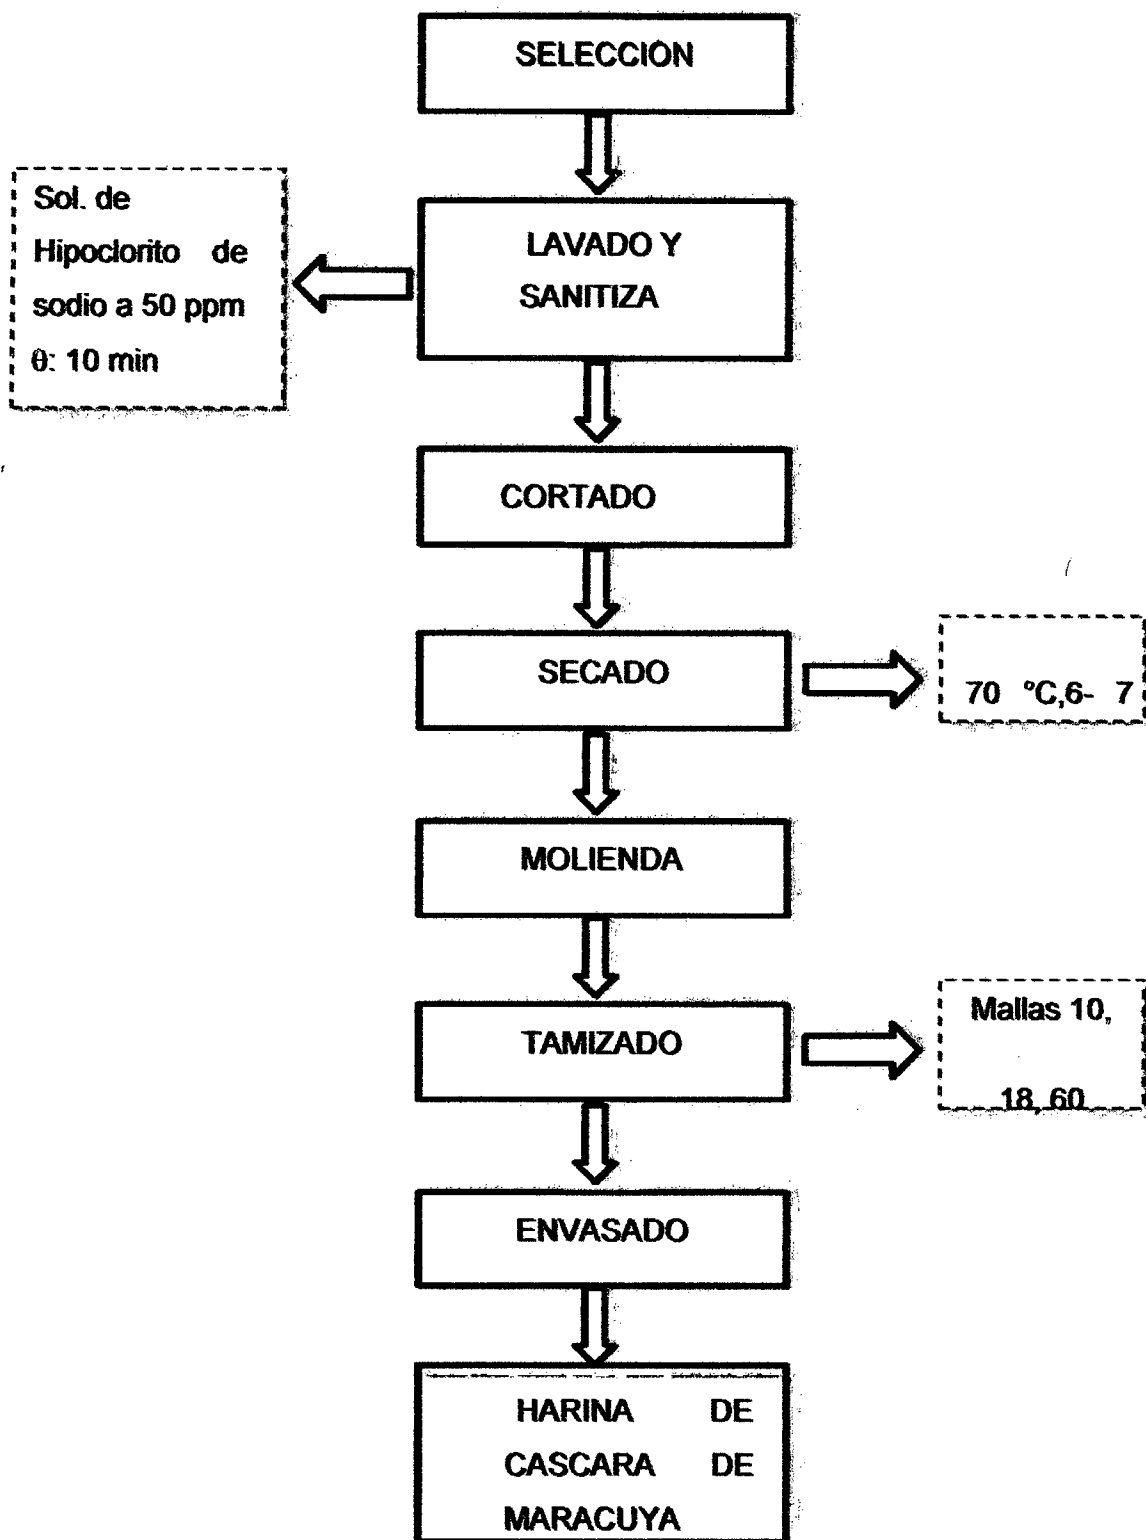 SELECCIÓN
Sol. de
Hipoclorito de
sodio a 50 ppm
θ: 10 min
LAVADO Y
SANITIZA
CORTADO
SECADO
70 °C,6- 7
MOLIENDA
TAMIZADO
Mallas 10,
18, 60
ENVASADO
HARINA DE
CASCARA DE
MARACUYA